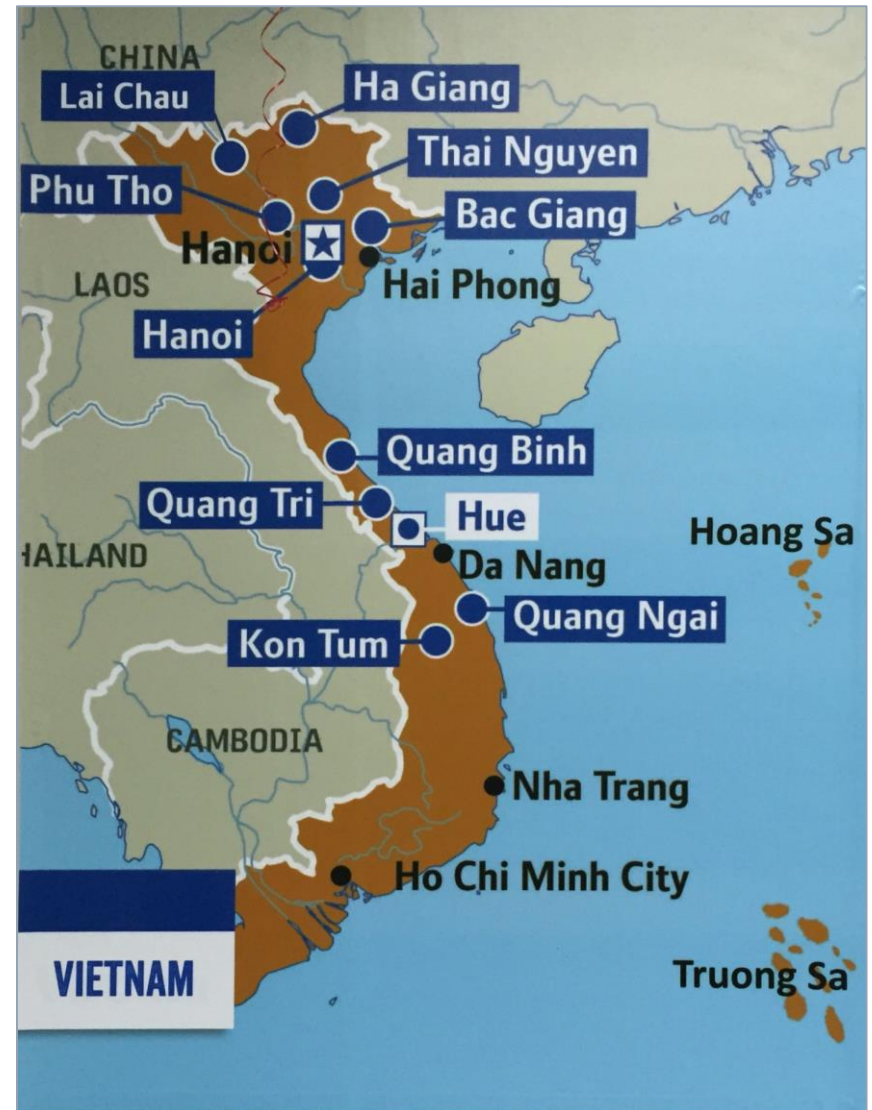 CHINA
Lai Chau
Ha Giang
Thai Nguyen
Phu Tho
Bac Giang
Hanoi
LAOS
Hai Phong
Hanoi
Quang Binh
Quang Tri
Hue
Hoang Sa
HAILAND
Da Nang
Quang Ngai
Kon Tum
CAMBODIA
Nha Trang
Ho Chi Minh City
VIETNAM
Truong Sa